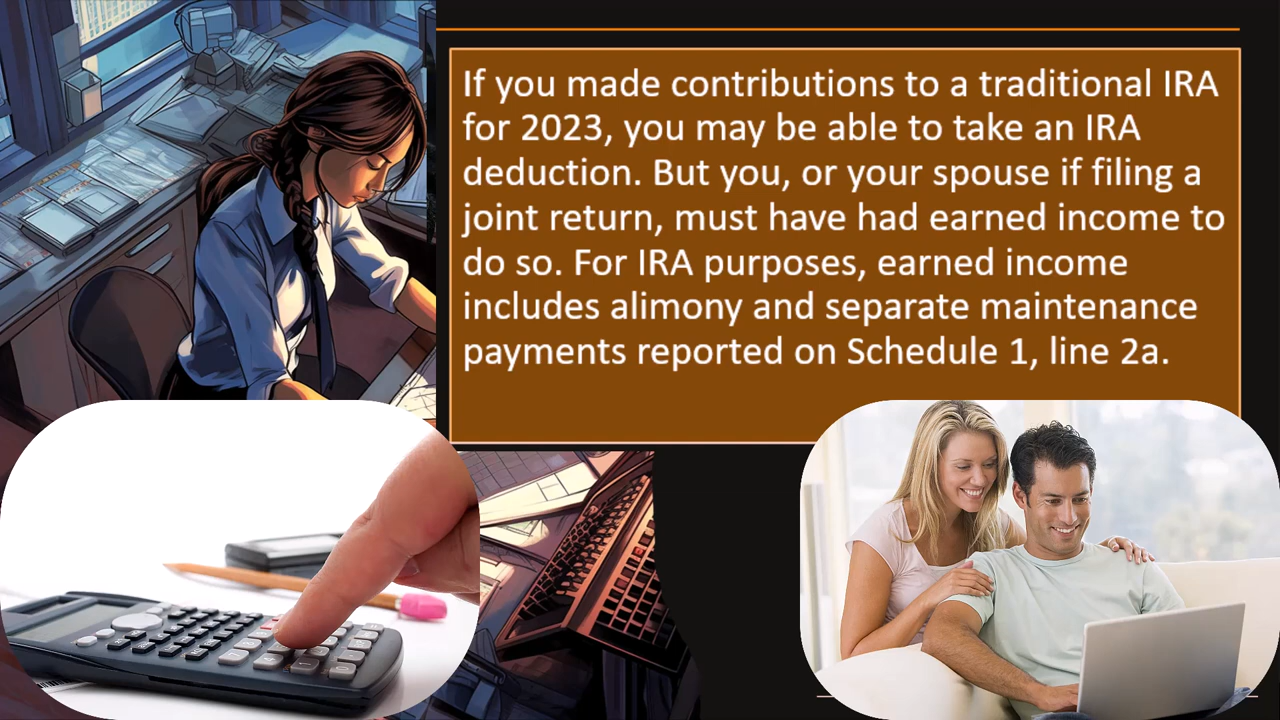 If you made contributions to a traditional IRA
for 2023, you may be able to take an IRA
deduction. But you, or your spouse if filing a
joint return, must have had earned income to
do so. For IRA purposes, earned income
includes alimony and separate maintenance
payments reported on Schedule 1, line 2a.